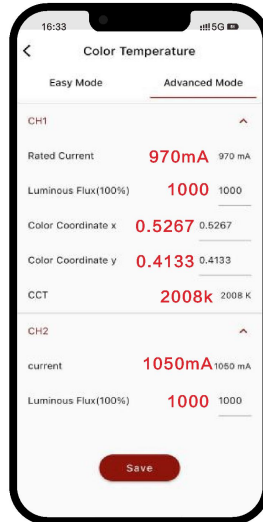 16:33 5G
Color Temperature
Easy Mode Advanced Mode
CH1
Rated Current 970mA 970 mA
Luminous Flux(100%) 1000 1000
Color Coordinate x 0.5267 0.5267
Color Coordinate y 0.4133 0.4133
CCT 2008k 2008 K
CH2
current 1050mA 1050 mA
Luminous Flux(100%) 1000 1000
Save